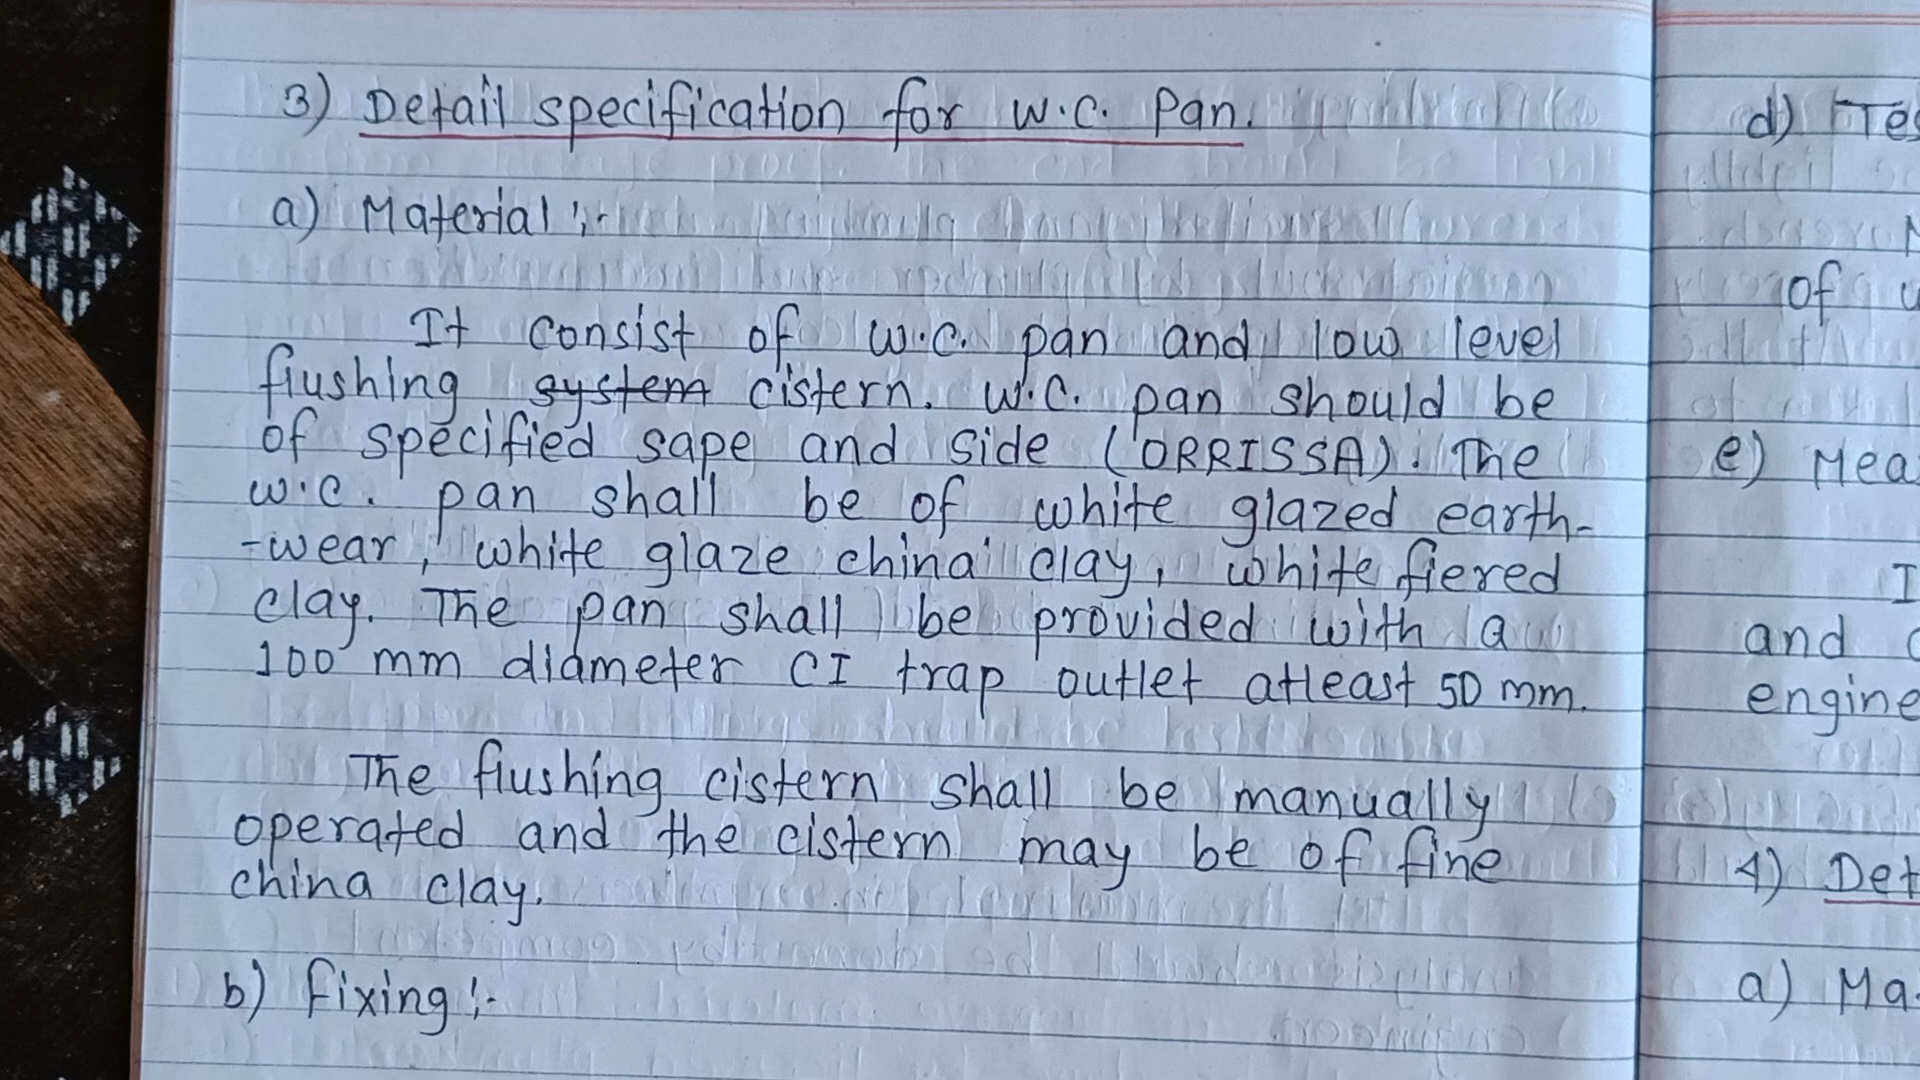 3) Detail specification for W.C. Pan.
a) Material :-
It consist of W.C. pan and low level
flushing ~~system~~ cistern. W.C. pan should be
of specified sape and side (ORRISSA). The
W.C. pan shall be of white glazed earth-
-wear, white glaze china clay, white fiered
clay. The pan shall be provided with a
100 mm diameter CI trap outlet atleast 50 mm.
The flushing cistern shall be manually
operated and the cistern may be of fine
china clay.
b) Fixing :-
d) Tes
of
e) Mea
I
and
engine
4) Det
a) Ma